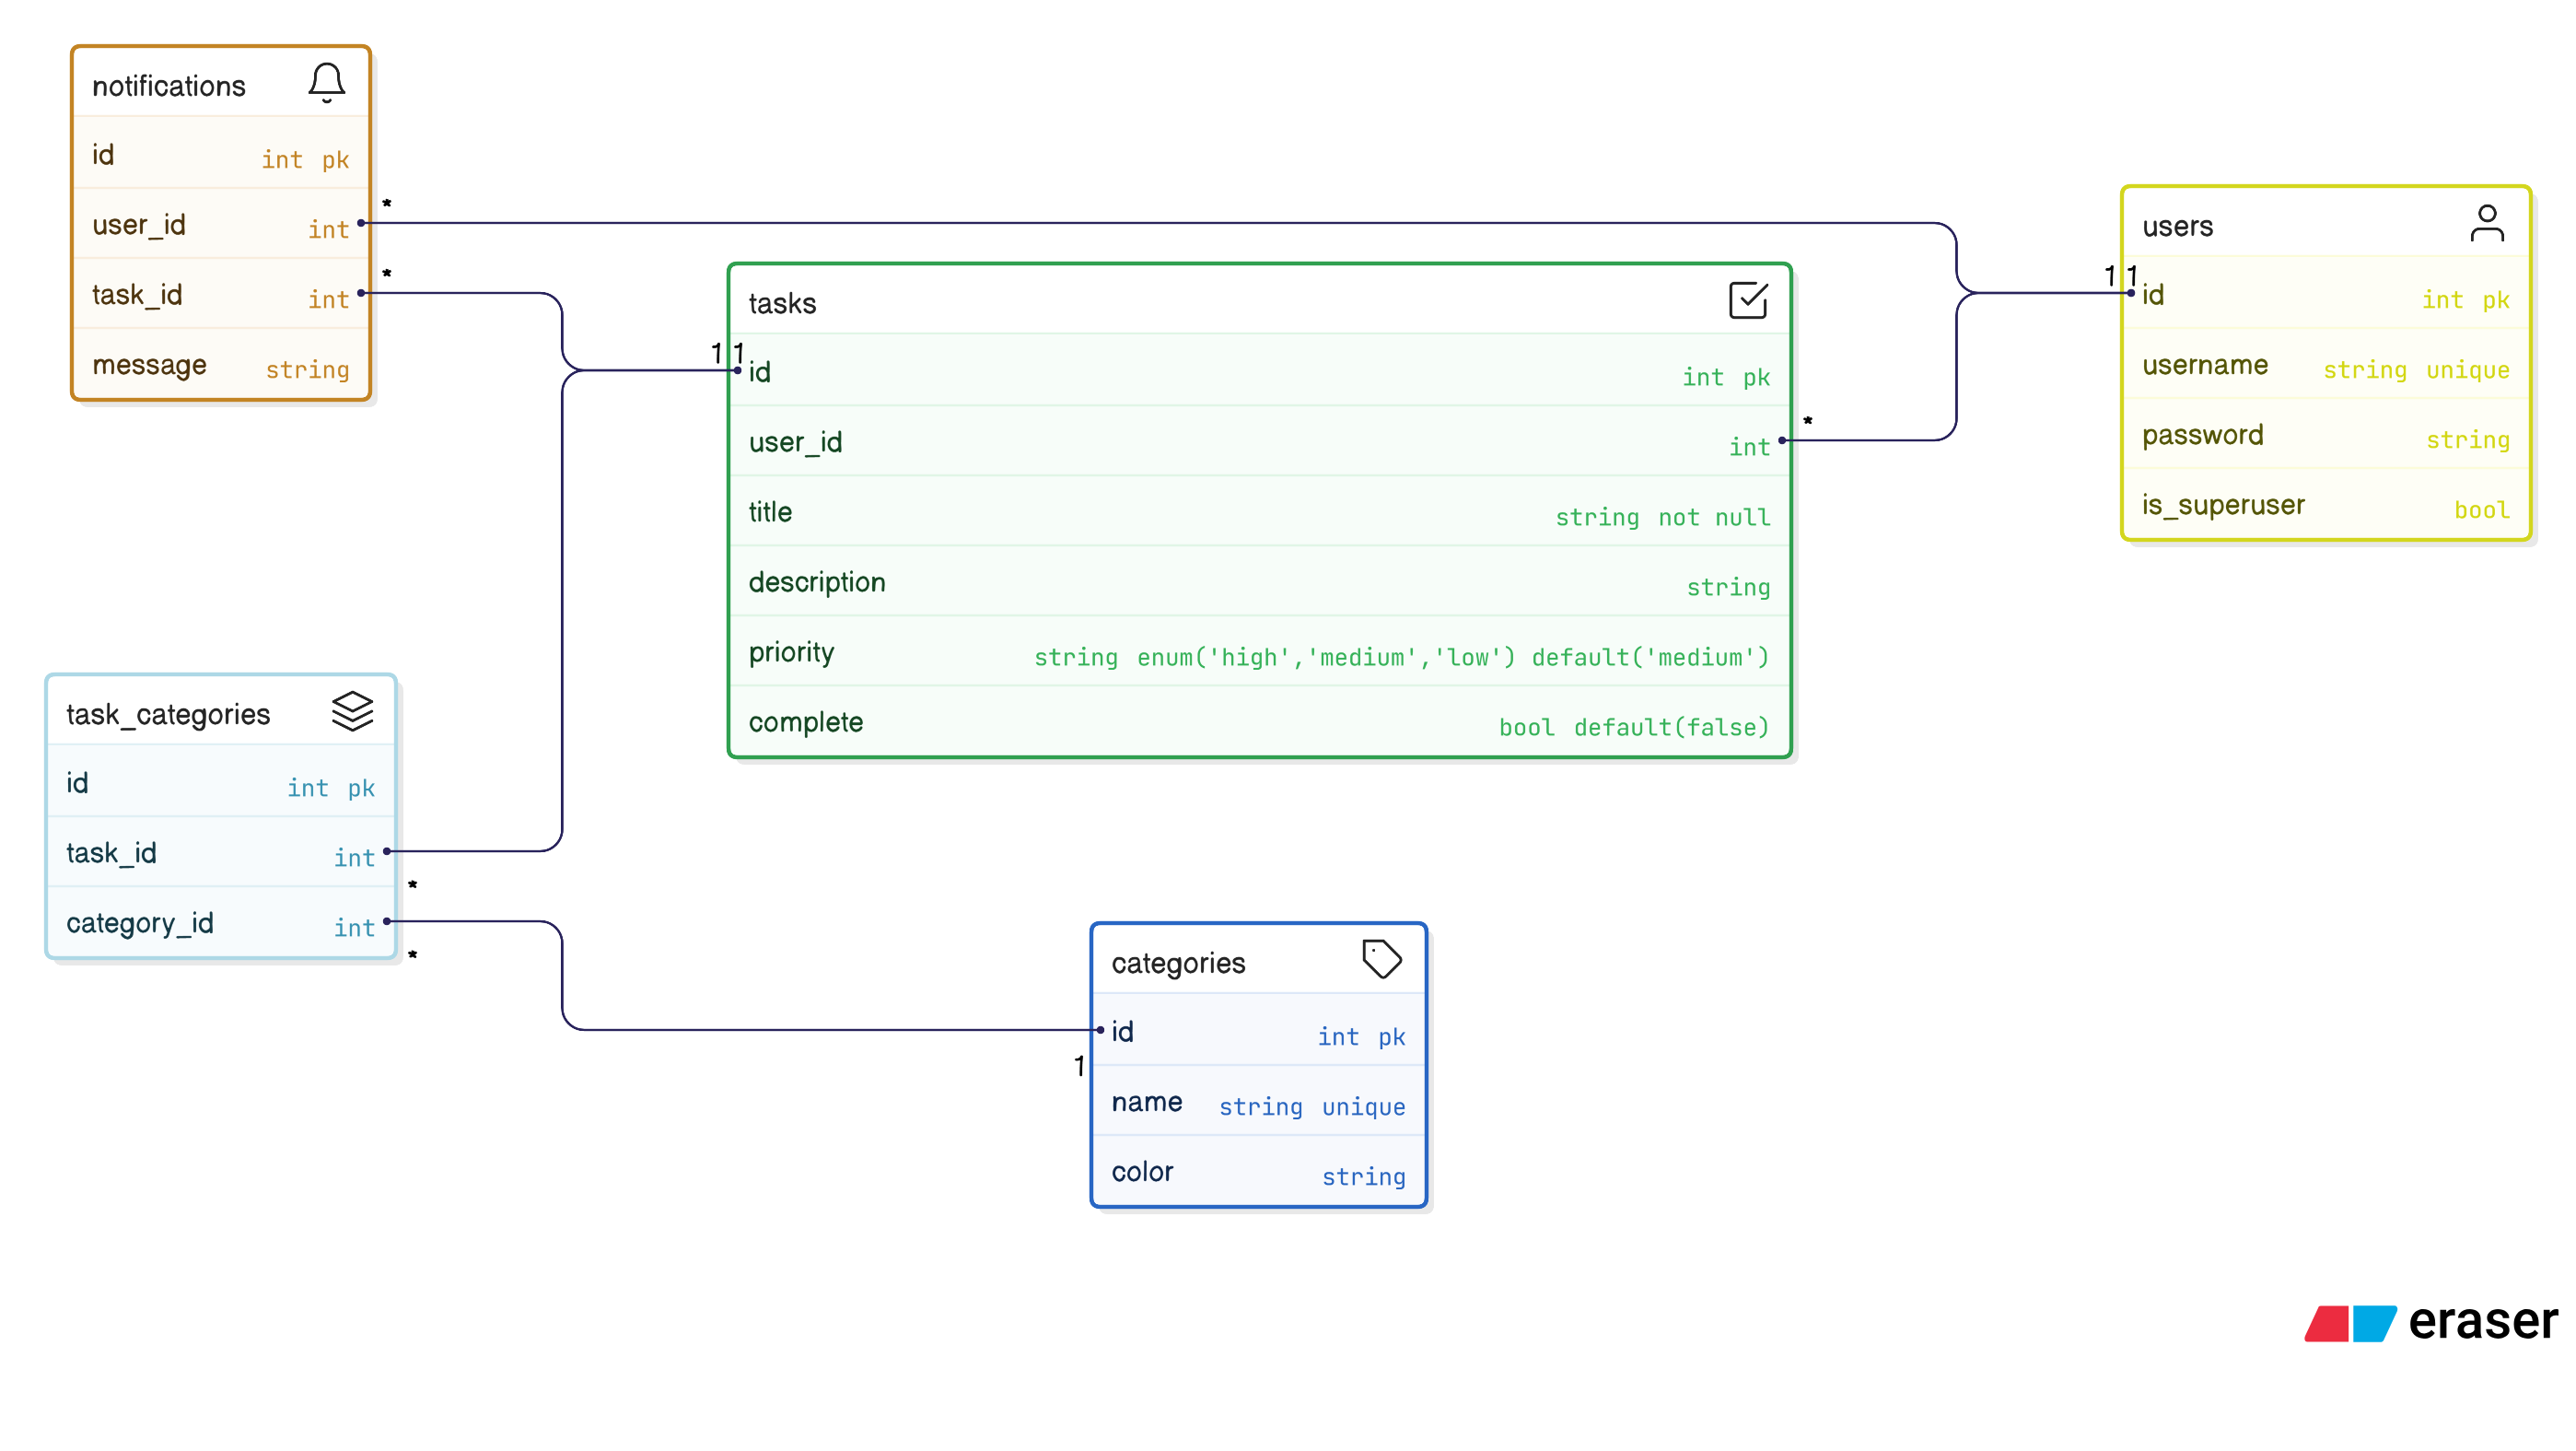 notifications
id int pk
user_id int
task_id int
message string
*
*
tasks
1 1
id int pk
user_id int
title string not null
description string
priority string enum('high','medium','low') default('medium')
complete bool default(false)
*
users
1 1
id int pk
username string unique
password string
is_superuser bool
task_categories
id int pk
task_id int
category_id int
*
*
categories
id int pk
1
name string unique
color string
eraser